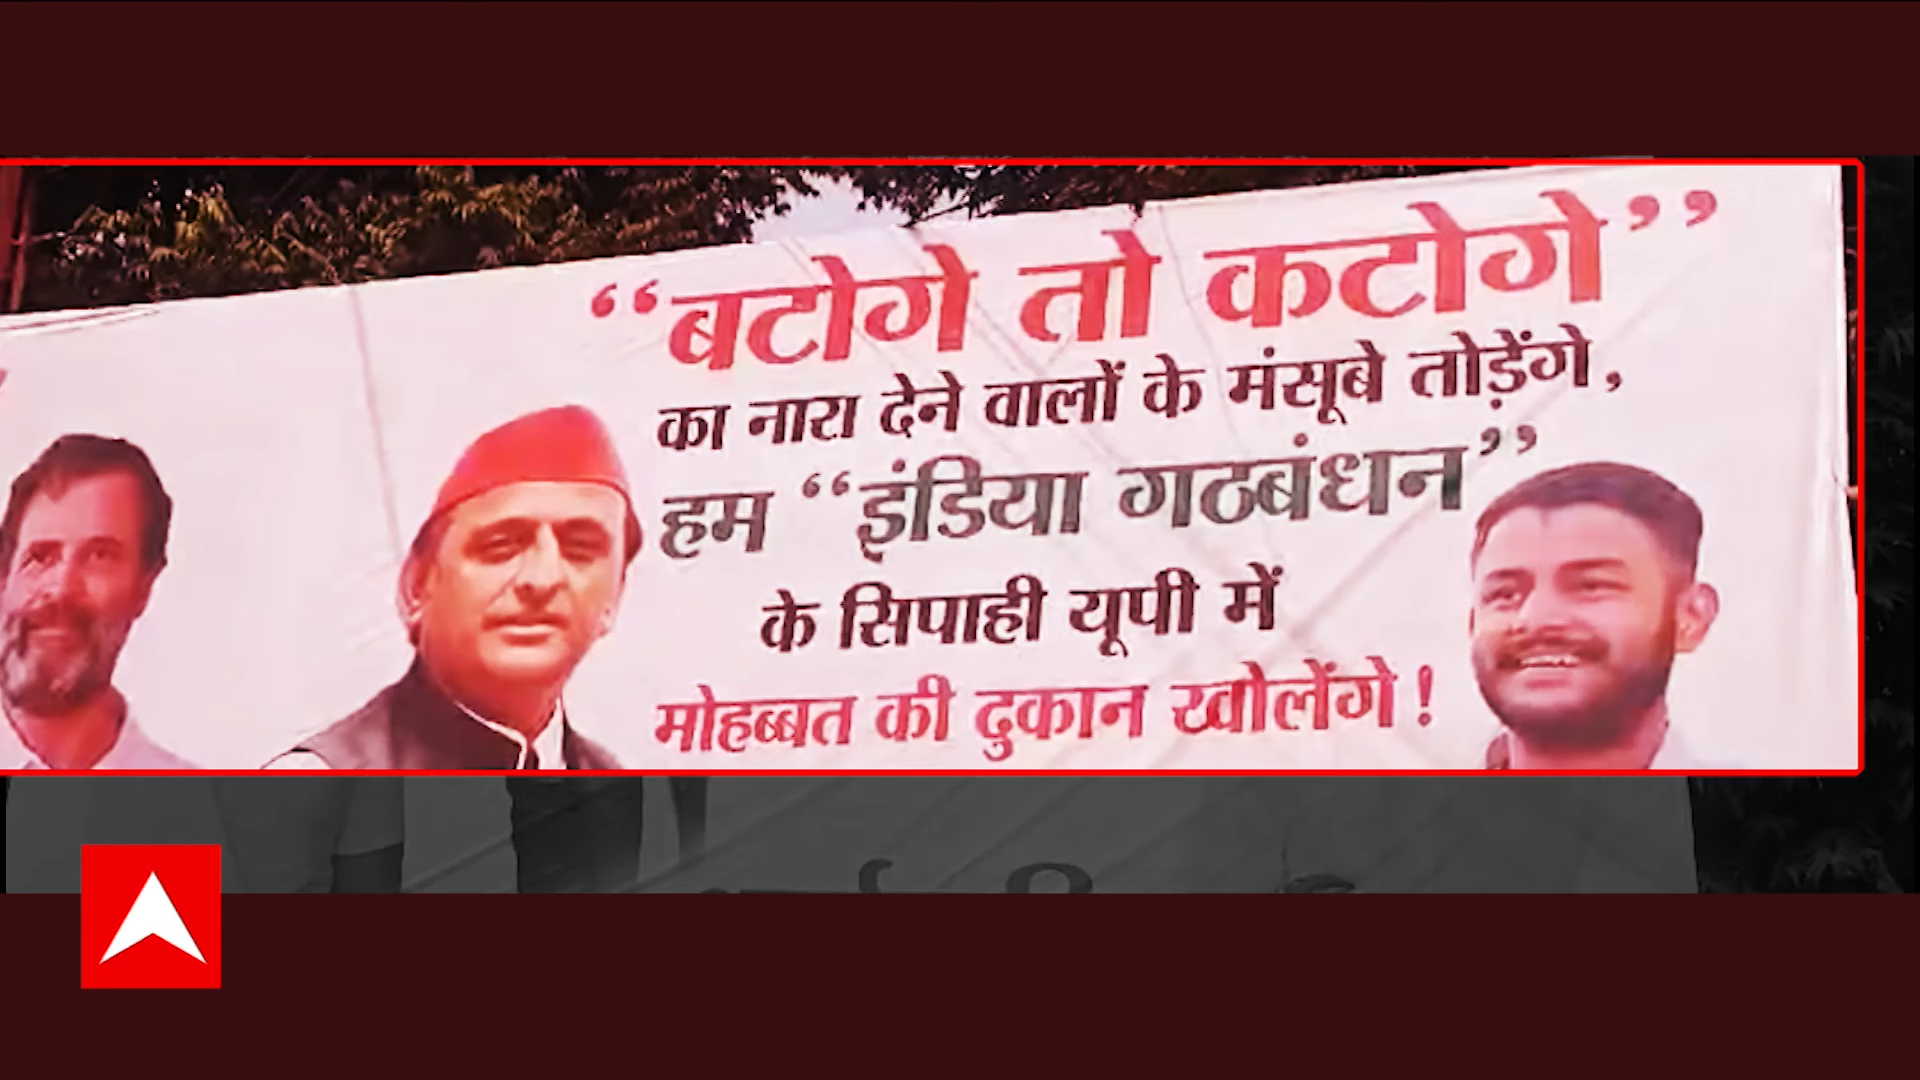 “बटोगे तो कटोगे”
का नारा देने वालों के मंसूबे तोड़ेंगे,
हम “इंडिया गठबंधन”
के सिपाही यूपी में
मोहब्बत की दुकान खोलेंगे!